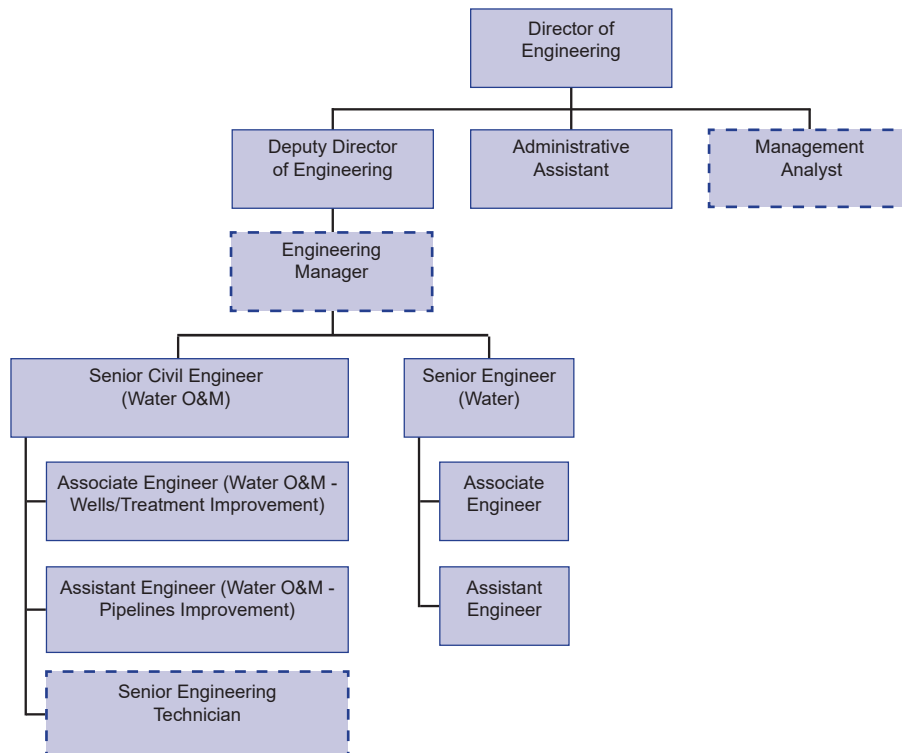 Director of
Engineering
Deputy Director
of Engineering
Administrative
Assistant
Management
Analyst
Engineering
Manager
Senior Civil Engineer
(Water O&M)
Senior Engineer
(Water)
Associate Engineer (Water O&M -
Wells/Treatment Improvement)
Associate
Engineer
Assistant Engineer (Water O&M -
Pipelines Improvement)
Assistant
Engineer
Senior Engineering
Technician